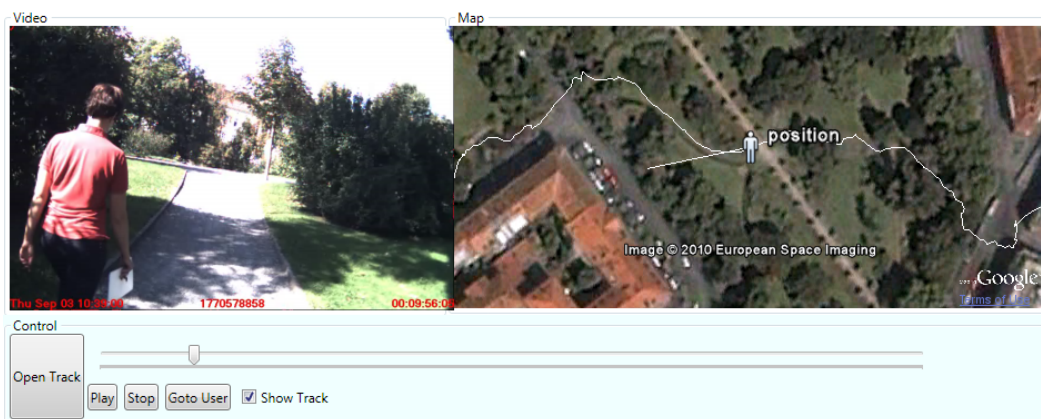 Video
Map
position
Image © 2010 European Space Imaging
Google
Terms of Use
Thu Sep 03 10:39:00
1770578858
00:09:56:08
Control
Open Track
Play
Stop
Goto User
Show Track